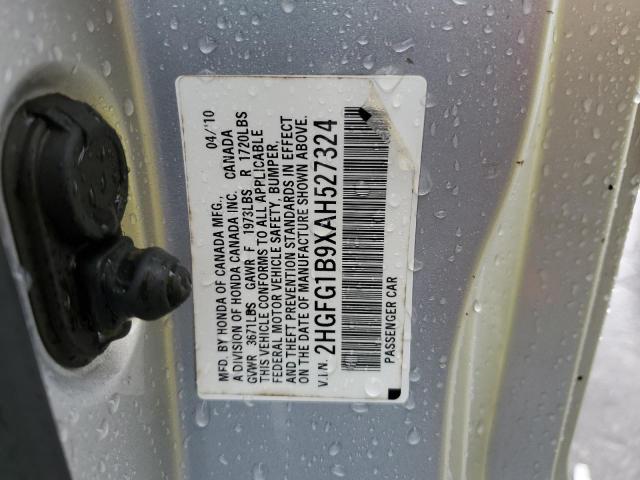 MFD. BY HONDA OF CANADA MFG., 04/'10
A DIVISION OF HONDA CANADA INC. CANADA
GVWR 3671LBS GAWR F 1973LBS R 1720LBS
THIS VEHICLE CONFORMS TO ALL APPLICABLE
FEDERAL MOTOR VEHICLE SAFETY, BUMPER,
AND THEFT PREVENTION STANDARDS IN EFFECT
ON THE DATE OF MANUFACTURE SHOWN ABOVE.
V.I.N. 2HGFG1B9XAH527324
PASSENGER CAR